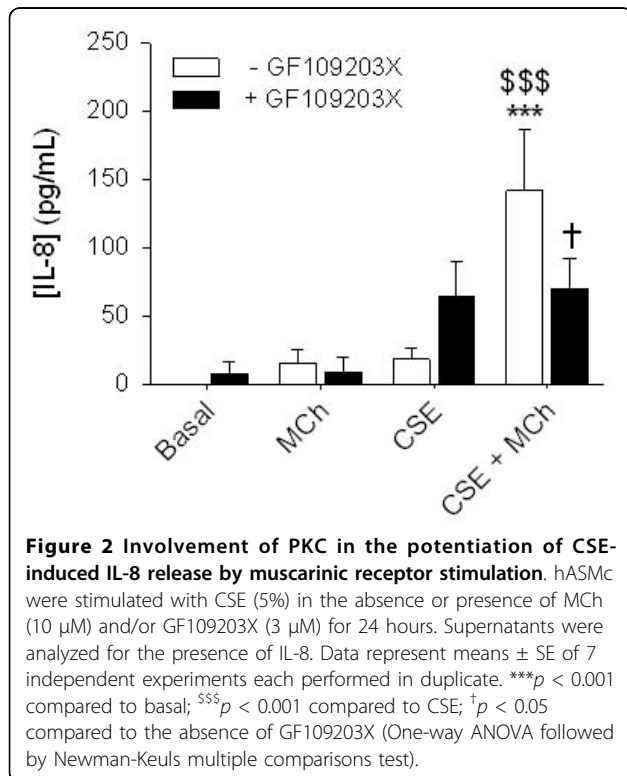 250
200
150
100
50
0
[IL-8] (pg/mL)
- GF109203X
+ GF109203X
$$$
***
†
Basal
MCh
CSE
CSE + MCh
Figure 2 Involvement of PKC in the potentiation of CSE-
induced IL-8 release by muscarinic receptor stimulation. hASMc
were stimulated with CSE (5%) in the absence or presence of MCh
(10 μM) and/or GF109203X (3 μM) for 24 hours. Supernatants were
analyzed for the presence of IL-8. Data represent means ± SE of 7
independent experiments each performed in duplicate. ***p < 0.001
compared to basal; $$$p < 0.001 compared to CSE; †p < 0.05
compared to the absence of GF109203X (One-way ANOVA followed
by Newman-Keuls multiple comparisons test).